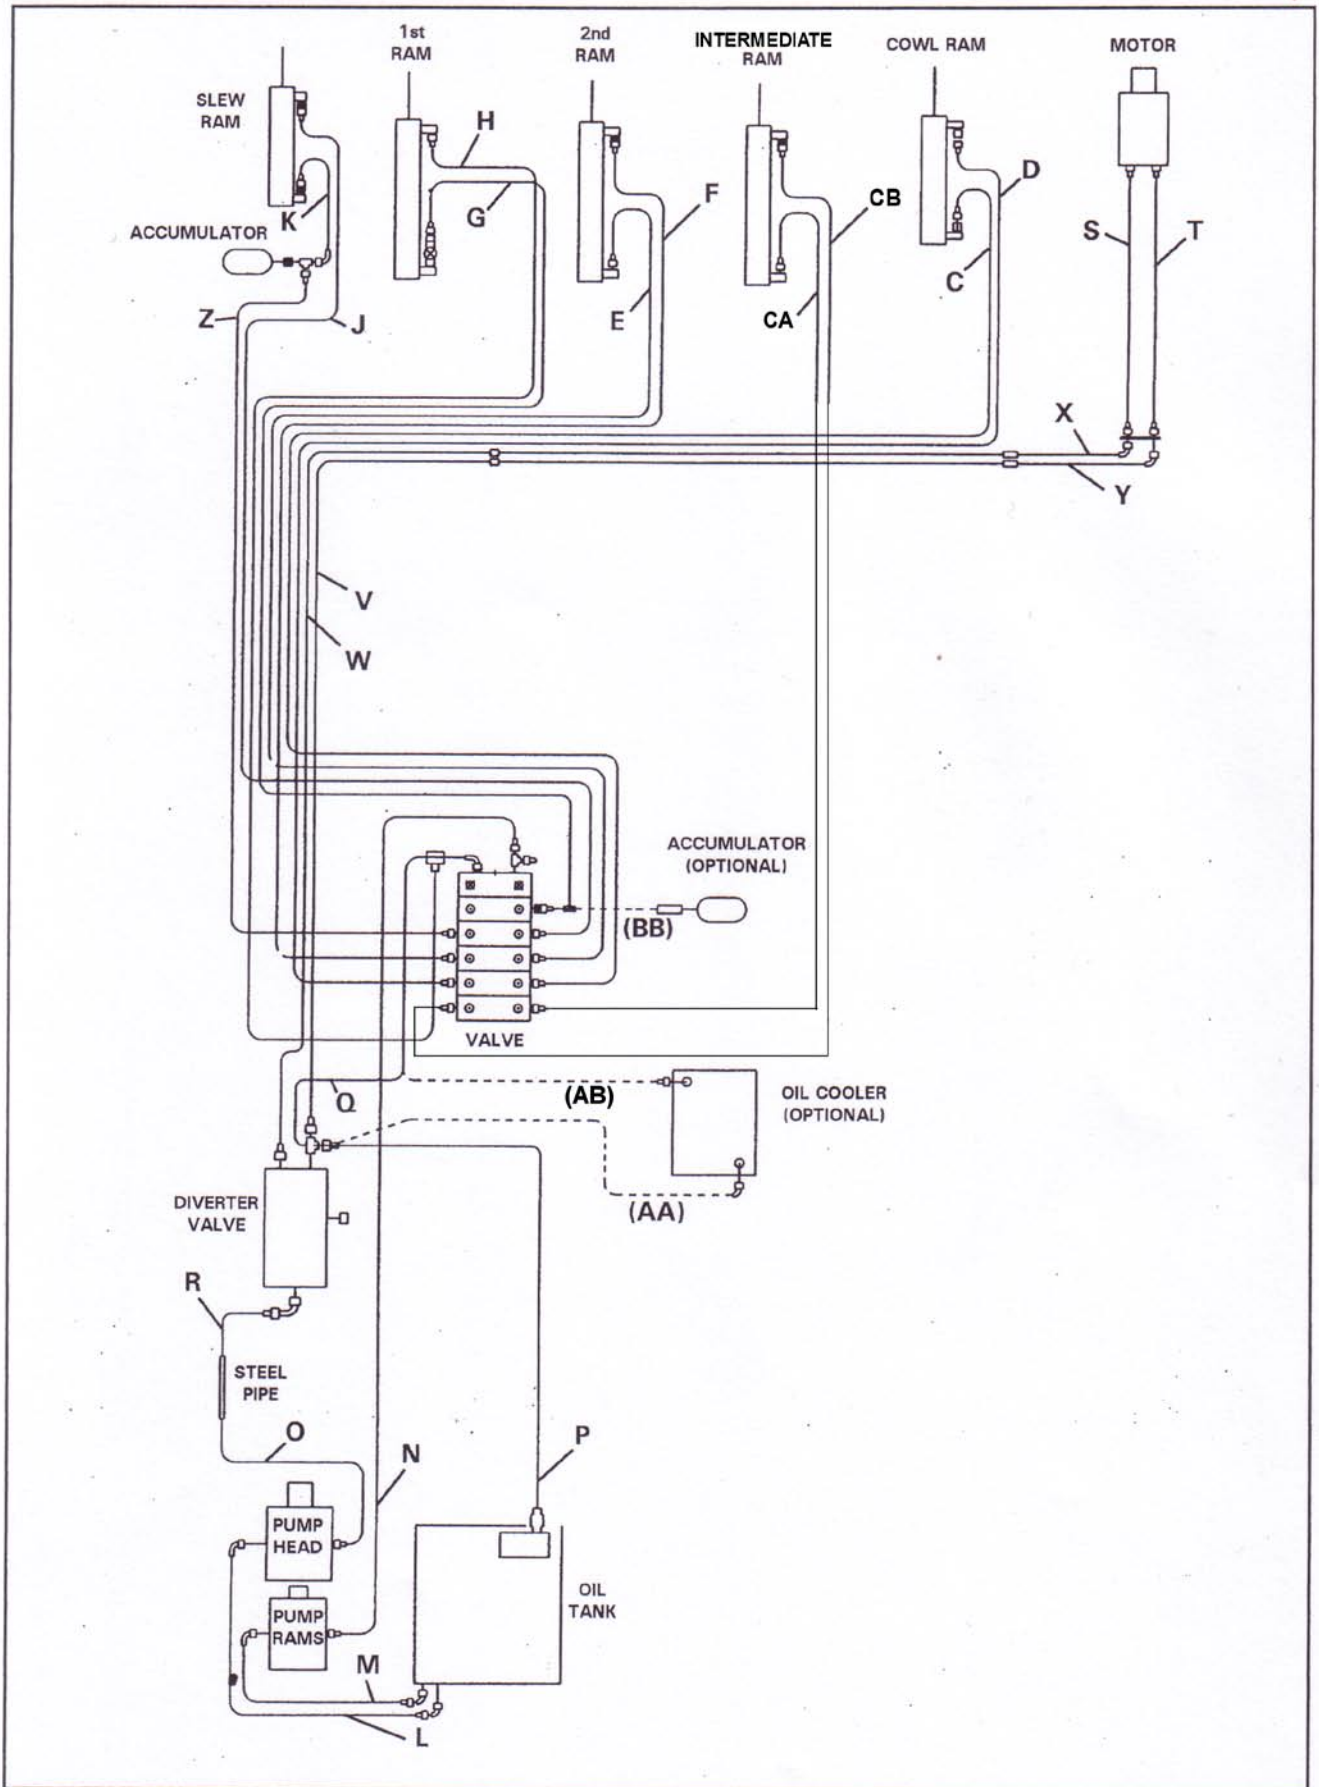 1st
RAM
2nd
RAM
INTERMEDIATE
RAM
COWL RAM
MOTOR
SLEW
RAM
H
G
K
F
E
CB
CA
D
C
S
T
ACCUMULATOR
Z
J
X
Y
V
W
ACCUMULATOR
(OPTIONAL)
(BB)
VALVE
Q
(AB)
OIL COOLER
(OPTIONAL)
(AA)
DIVERTER
VALVE
R
STEEL
PIPE
O
N
P
PUMP
HEAD
PUMP
RAMS
OIL
TANK
M
L